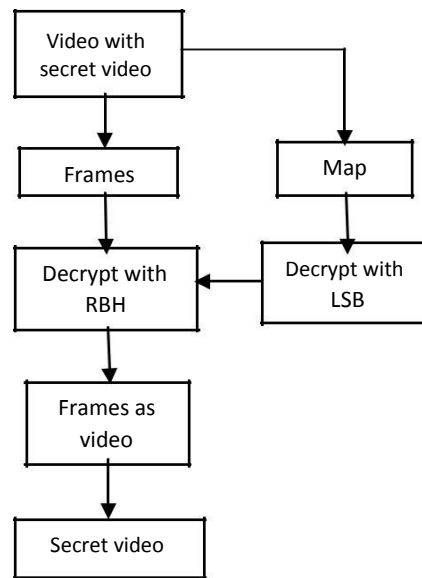 Video with
secret video
Frames
Map
Decrypt with
RBH
Decrypt with
LSB
Frames as
video
Secret video